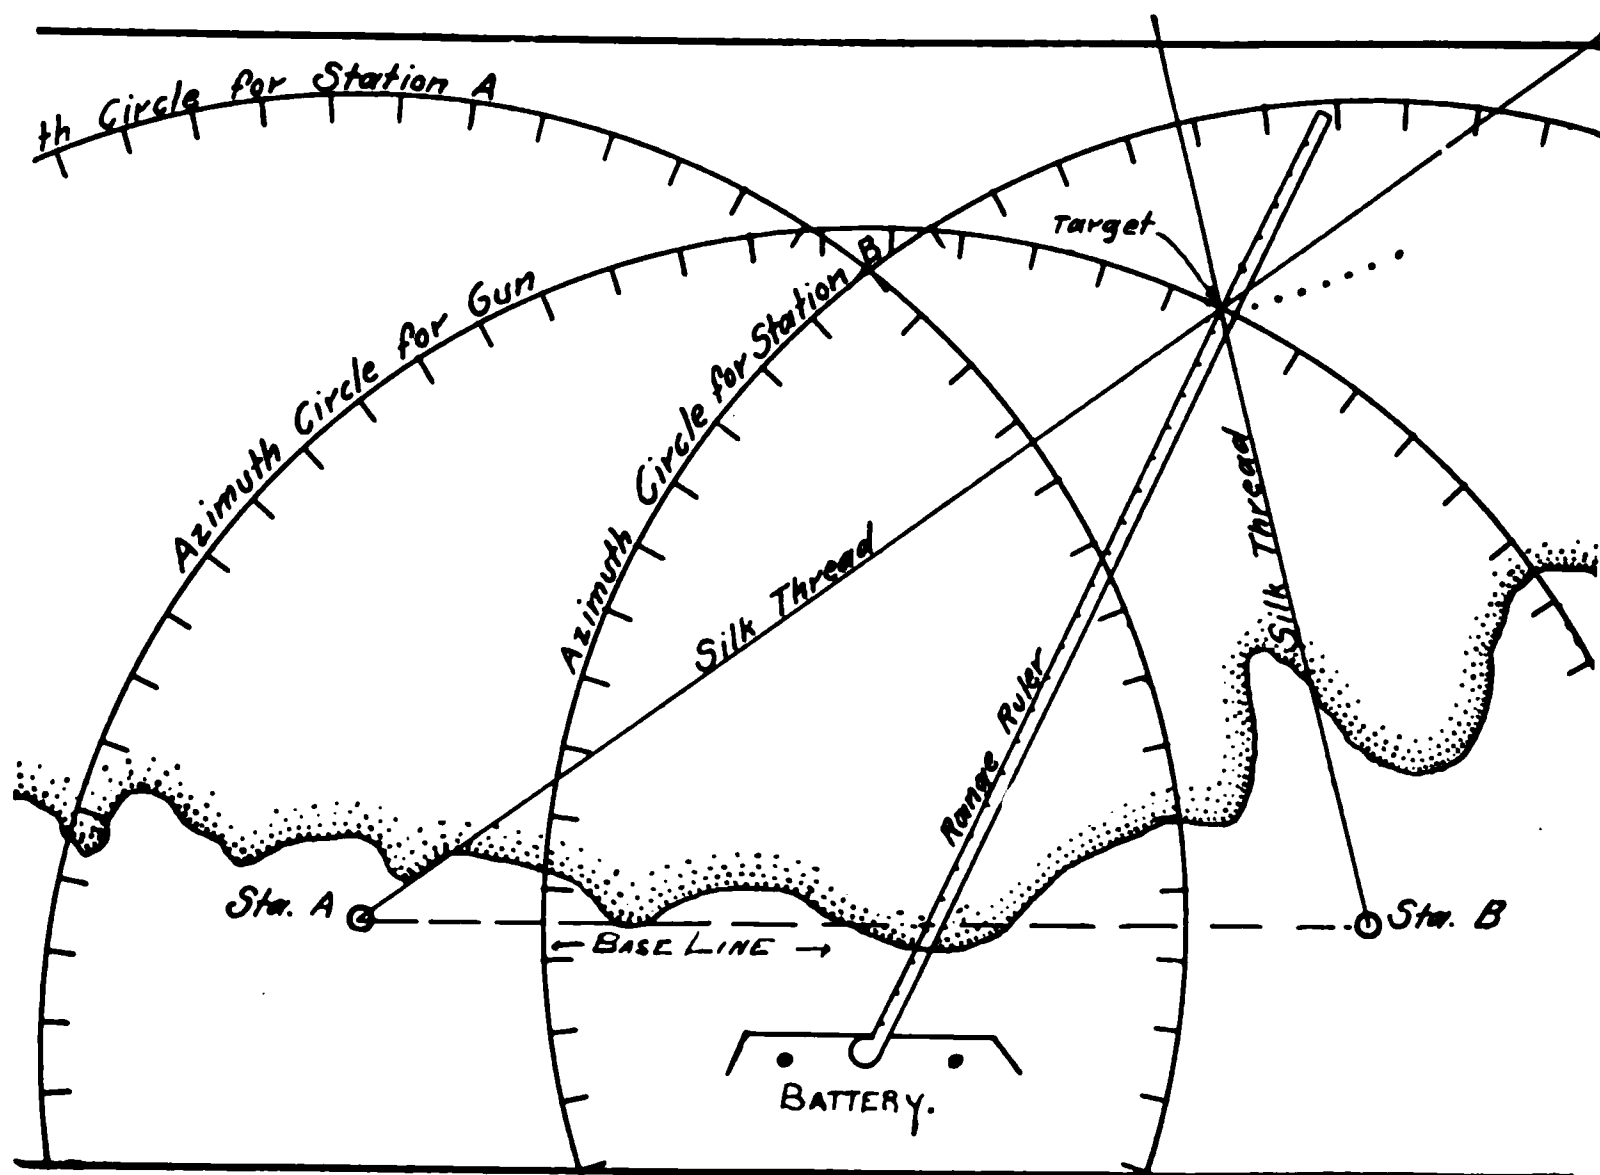 th Circle for Station A
Target
Azimuth Circle for Gun
Azimuth Circle for Station B
Silk Thread
Silk Thread
Range Ruler
Sta. A
Sta. B
← BASE LINE →
BATTERY.